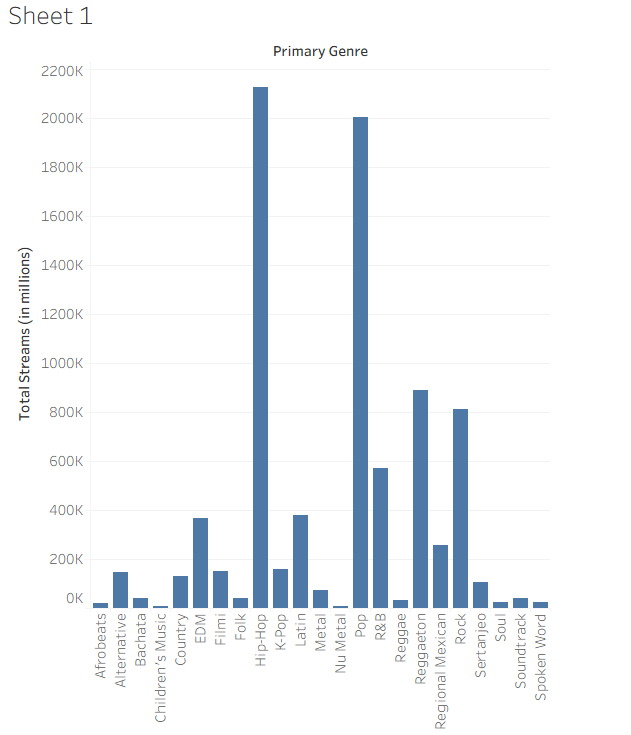 Sheet 1
Primary Genre
Total Streams (in millions)
2200K
2000K
1800K
1600K
1400K
1200K
1000K
800K
600K
400K
200K
0K
Afrobeats
Alternative
Bachata
Children's Music
Country
EDM
Filmi
Folk
Hip-Hop
K-Pop
Latin
Metal
Nu Metal
Pop
R&B
Reggae
Reggaeton
Regional Mexican
Rock
Sertanjeo
Soul
Soundtrack
Spoken Word